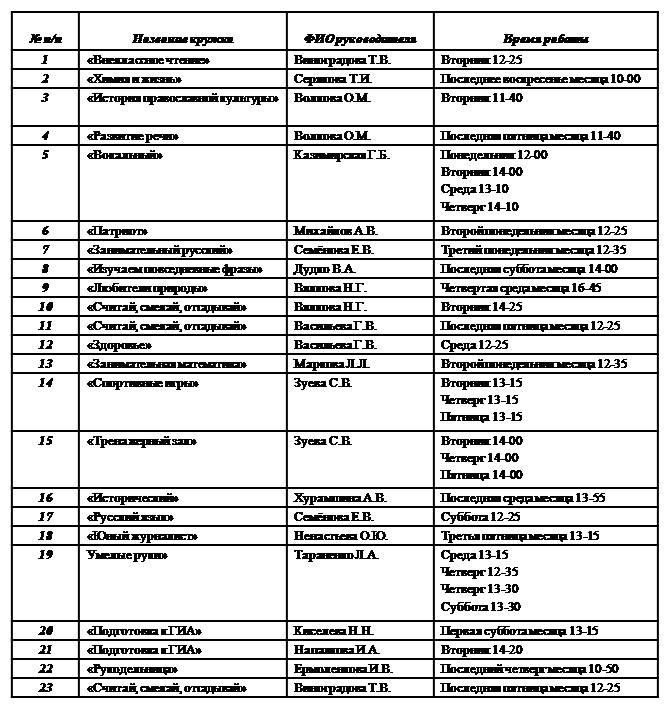 № п/п Название кружка ФИО руководителя Время работы
1 «Внеклассное чтение» Виноградова Т.В. Вторник 12-25
2 «Химия и жизнь» Серякова Т.И. Последнее воскресенье месяца 10-00
3 «История православной культуры» Волкова О.М. Вторник 11-40
4 «Развитие речи» Волкова О.М. Последняя пятница месяца 11-40
5 «Вокальный» Казимирская Г.Б. Понедельник 12-00
Вторник 14-00
Среда 13-10
Четверг 14-10
6 «Патриот» Михайлов А.В. Второй понедельник месяца 12-25
7 «Занимательный русский» Семёнова Е.В. Третий понедельник месяца 12-35
8 «Изучаем повседневные фразы» Дудко В.А. Последняя суббота месяца 14-00
9 «Любители природы» Н.Г. Четвертая среда месяца 16-45
10 «Считай, смекай, отгадывай» Н.Г. Вторник 14-25
11 «Считай, смекай, отгадывай» Васильева Г.В. Последняя пятница месяца 12-25
12 «Здоровье» Васильева Г.В. Среда 12-25
13 «Занимательная математика» Маркова Л.Л. Второй понедельник месяца 12-35
14 «Спортивные игры» Зуева С.В. Вторник 13-15
Четверг 13-15
Пятница 13-15
15 «Тренажерный зал» Зуева С.В. Вторник 14-00
Четверг 14-00
Пятница 14-00
16 «Исторический» А.В. Последняя среда месяца 13-55
17 «Русский язык» Семёнова Е.В. Суббота 12-25
18 «Юный журналист» Ненастьева О.Ю. Третья пятница месяца 13-15
19 Умелые руки» Тараненко Л.А. Среда 13-15
Четверг 12-35
Четверг 13-30
Суббота 13-30
20 «Подготовка к ГИА» Киселева Н.Н. Первая суббота месяца 13-15
21 «Подготовка к ГИА» И.А. Вторник 14-20
22 «Рукодельница» Ермоленкова И.В. Последний четверг месяца 10-50
23 «Считай, смекай, отгадывай» Виноградова Т.В. Последняя пятница месяца 12-25